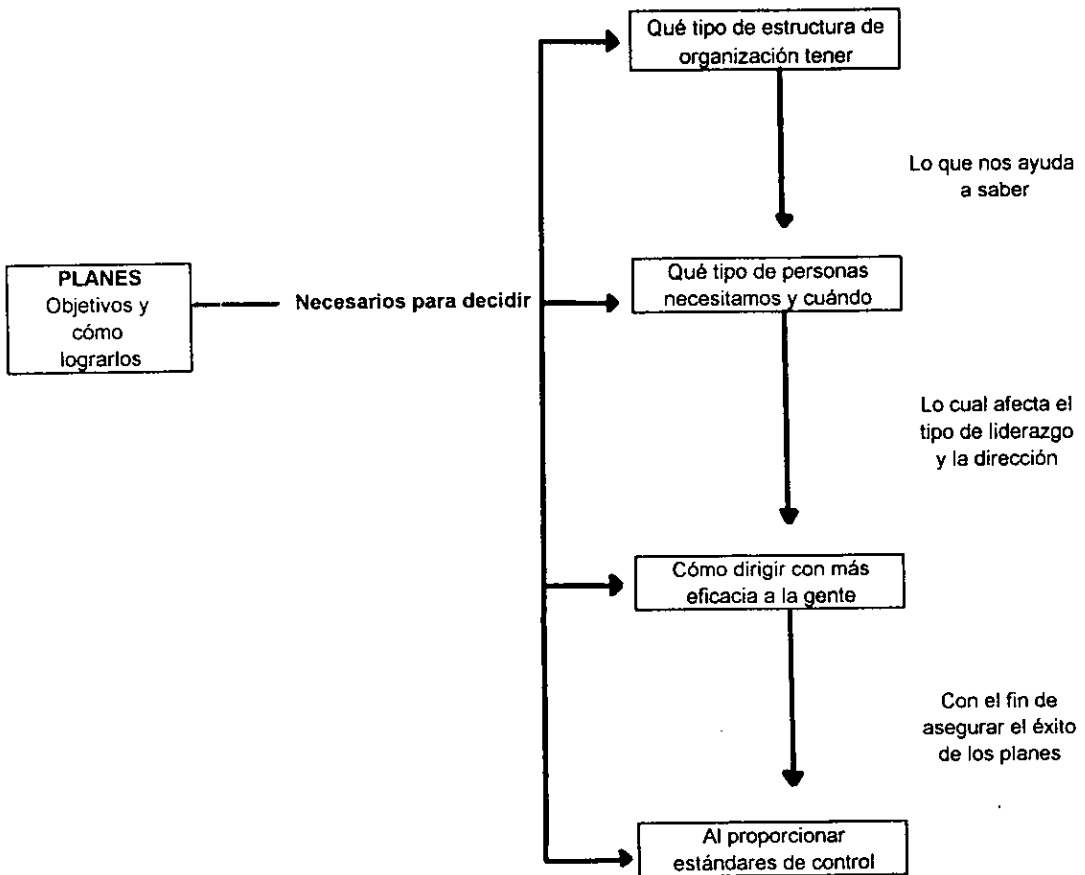 Qué tipo de estructura de
organización tener
Lo que nos ayuda
a saber
PLANES
Objetivos y
cómo
lograrlos
Necesarios para decidir
Qué tipo de personas
necesitamos y cuándo
Lo cual afecta el
tipo de liderazgo
y la dirección
Cómo dirigir con más
eficacia a la gente
Con el fin de
asegurar el éxito
de los planes
Al proporcionar
estándares de control